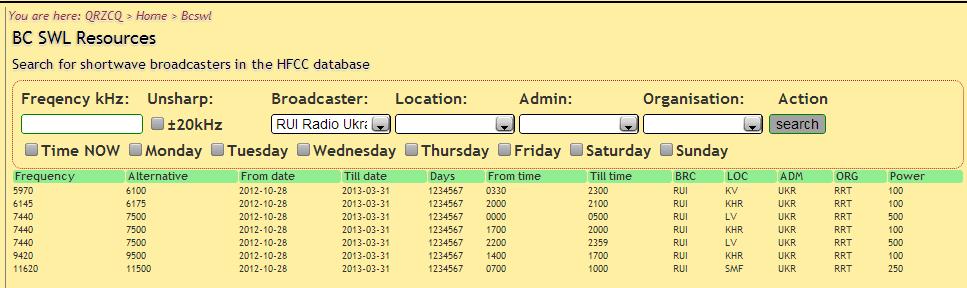 You are here: QRZCQ > Home > Bcswl
BC SWL Resources
Search for shortwave broadcasters in the HFCC database
Freqency kHz: Unsharp: Broadcaster: Location: Admin: Organisation: Action
±20kHz RUI Radio Ukra search
Time NOW Monday Tuesday Wednesday Thursday Friday Saturday Sunday
Frequency Alternative From date Till date Days From time Till time BRC LOC ADM ORG Power
5970 6100 2012-10-28 2013-03-31 1234567 0330 2300 RUI KV UKR RRT 100
6145 6175 2012-10-28 2013-03-31 1234567 2000 2100 RUI KHR UKR RRT 100
7440 7500 2012-10-28 2013-03-31 1234567 0000 0500 RUI LV UKR RRT 500
7440 7500 2012-10-28 2013-03-31 1234567 1700 2000 RUI KHR UKR RRT 100
7440 7500 2012-10-28 2013-03-31 1234567 2200 2359 RUI LV UKR RRT 500
9420 9500 2012-10-28 2013-03-31 1234567 1400 1700 RUI KHR UKR RRT 100
11620 11500 2012-10-28 2013-03-31 1234567 0700 1000 RUI SMF UKR RRT 250